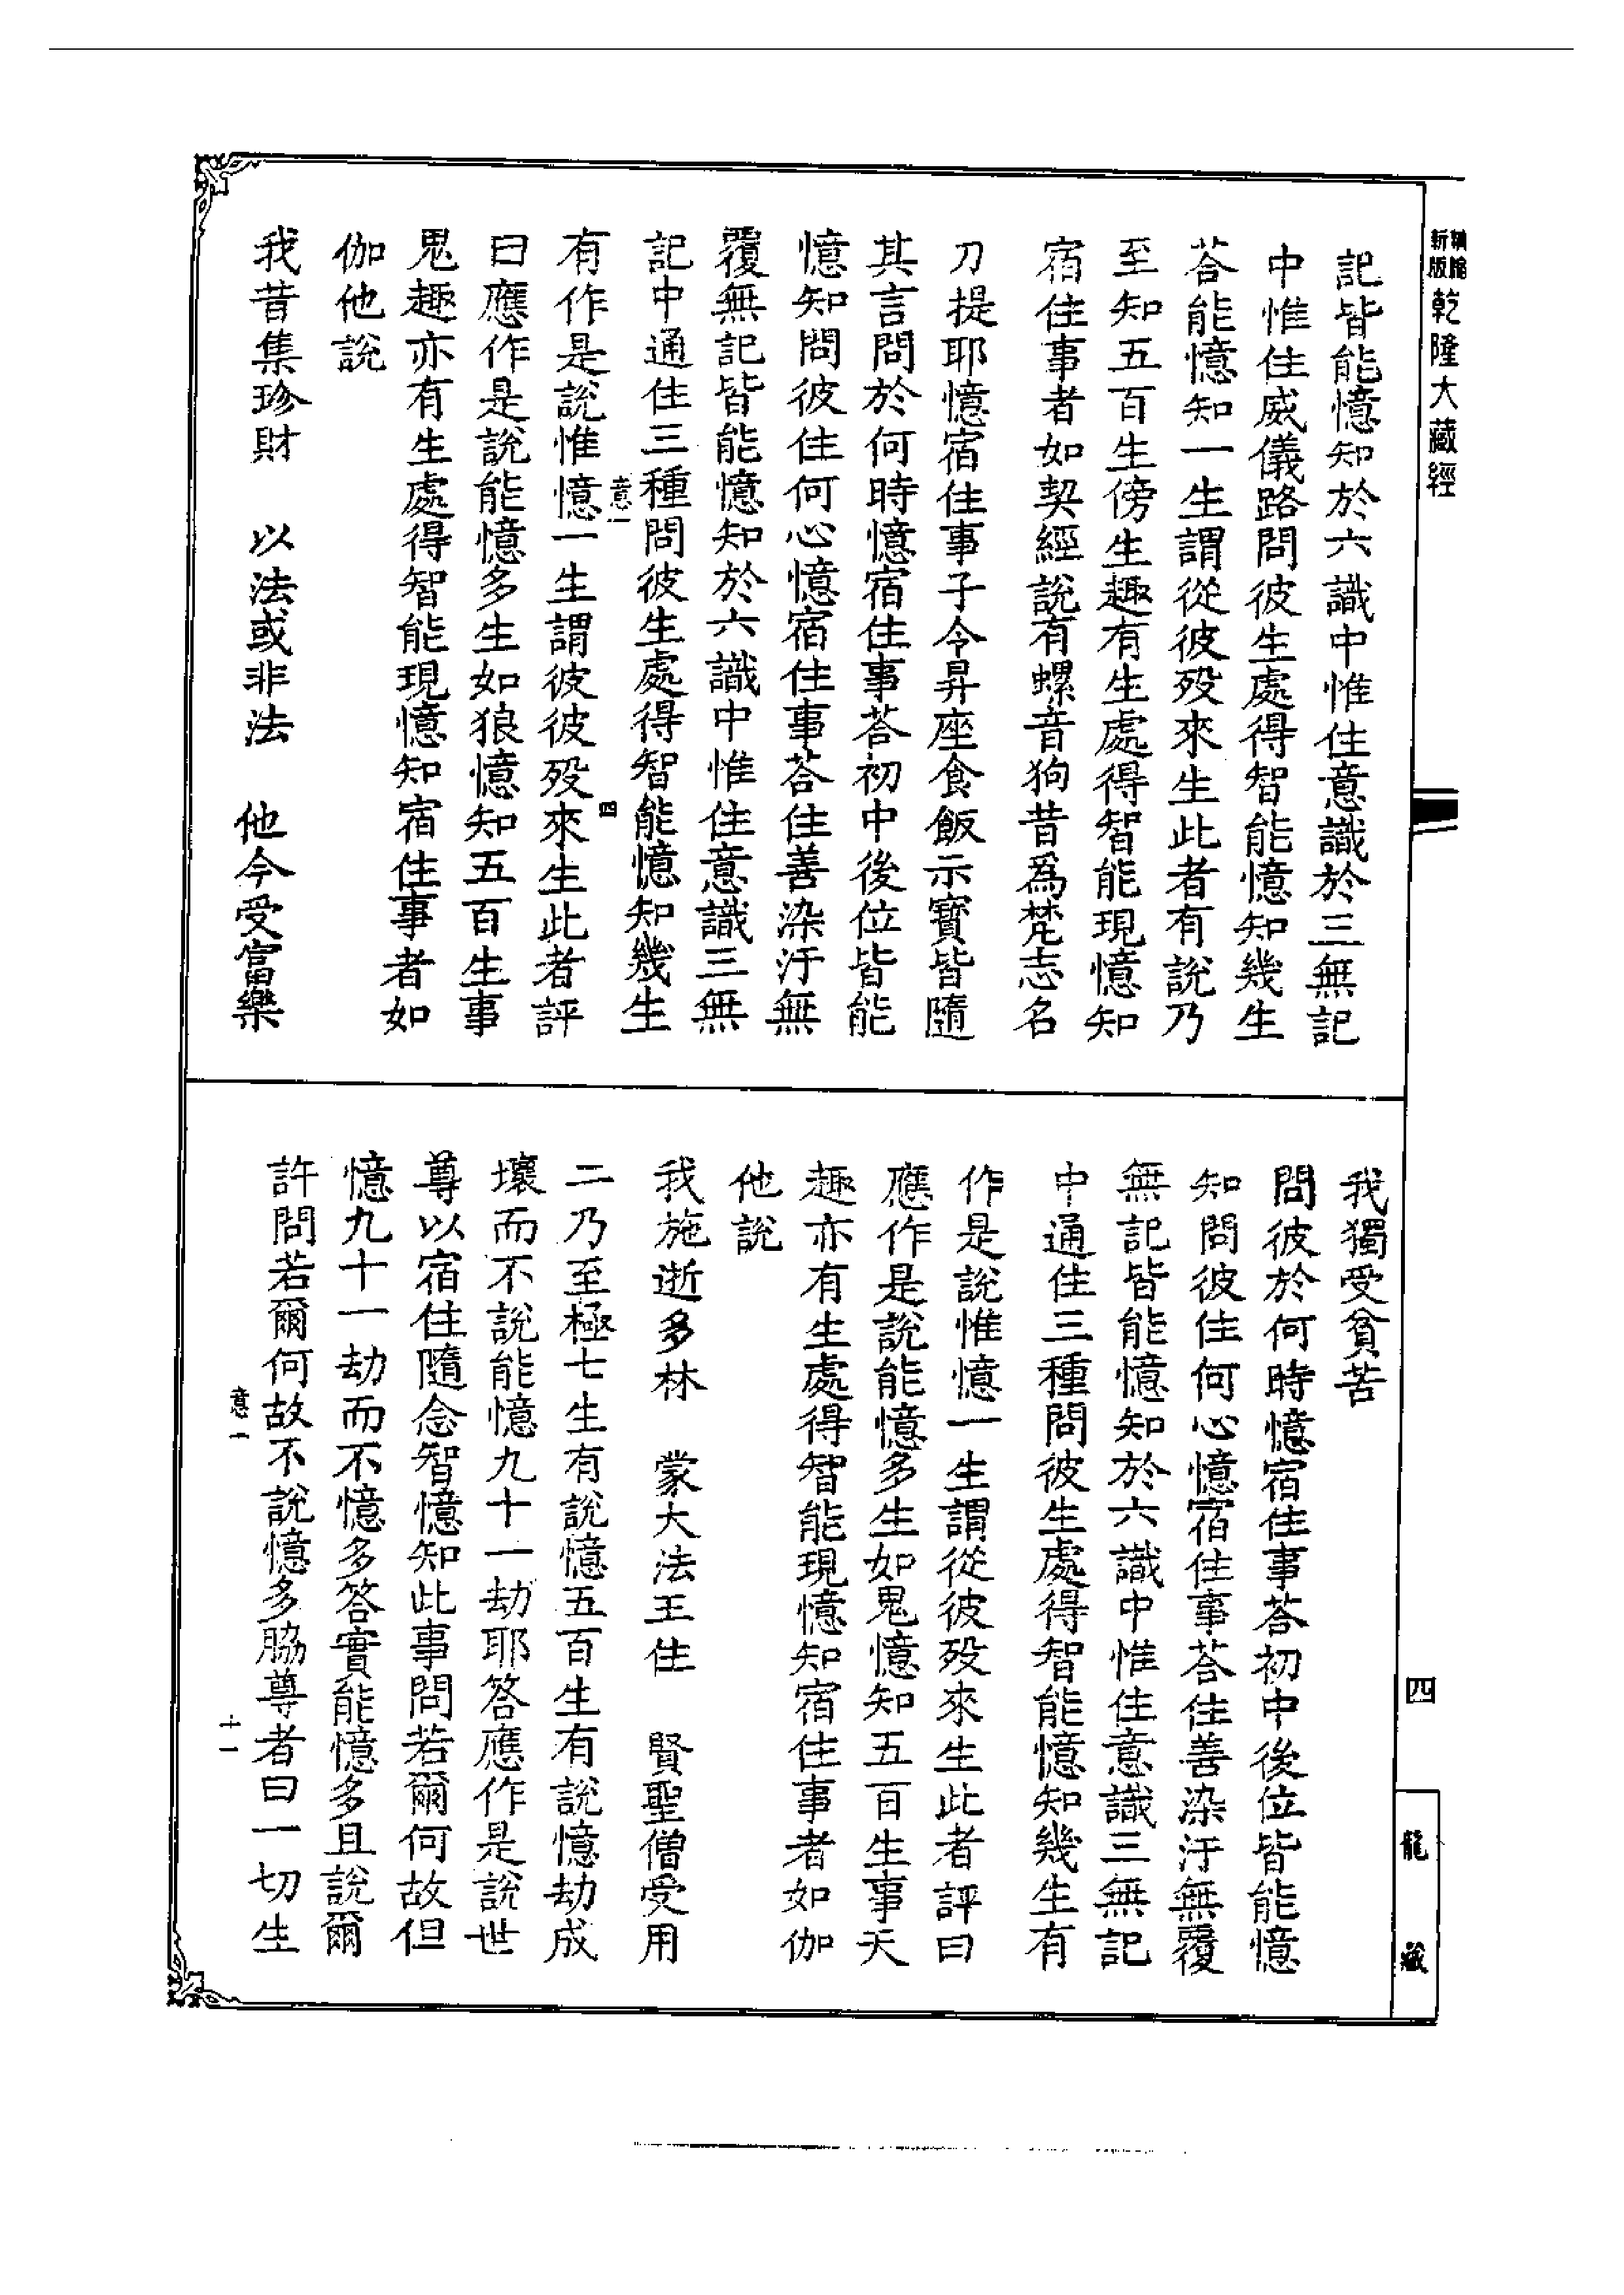 新版
乾隆大藏經
記皆能憶知於六識中惟住意識於三無記
中惟住威儀路問彼生處得智能憶知幾生
荅能憶知一生謂從彼歿來生此者有說乃
至知五百生傍生趣有生處得智能現憶知
宿住事者如契經說有螺音狗昔爲梵志名
刀提耶憶宿住事子令昇座食飯示寶皆隨
其言問於何時憶宿住事荅初中後位皆能
憶知問彼住何心憶宿住事荅住善染汙無
覆無記皆能憶知於六識中惟住意識三無
記中通住三種問彼生處得智能憶知幾生
意一
四
有作是說惟憶一生謂彼彼歿來生此者評
曰應作是說能憶多生如狼憶知五百生事
鬼趣亦有生處得智能現憶知宿住事者如
伽他說
我昔集珍財 以法或非法 他今受富樂
我獨受貧苦
問彼於何時憶宿住事荅初中後位皆能憶
知問彼住何心憶宿住事荅住善染汙無覆
無記皆能憶知於六識中惟住意識三無記
中通住三種問彼生處得智能憶知幾生有
作是說惟憶一生謂從彼歿來生此者評曰
應作是說能憶多生如鬼憶知五百生事天
趣亦有生處得智能現憶知宿住事者如伽
他說
我施逝多林 蒙大法王住 賢聖僧受用
二乃至極七生有說憶五百生有說憶劫成
壞而不說能憶九十一劫耶答應作是說世
尊以宿住隨念智憶知此事問若爾何故但
憶九十一劫而不憶多答實能憶多且說爾
許問若爾何故不說憶多脇尊者曰一切生
意一
十一
四
龍藏